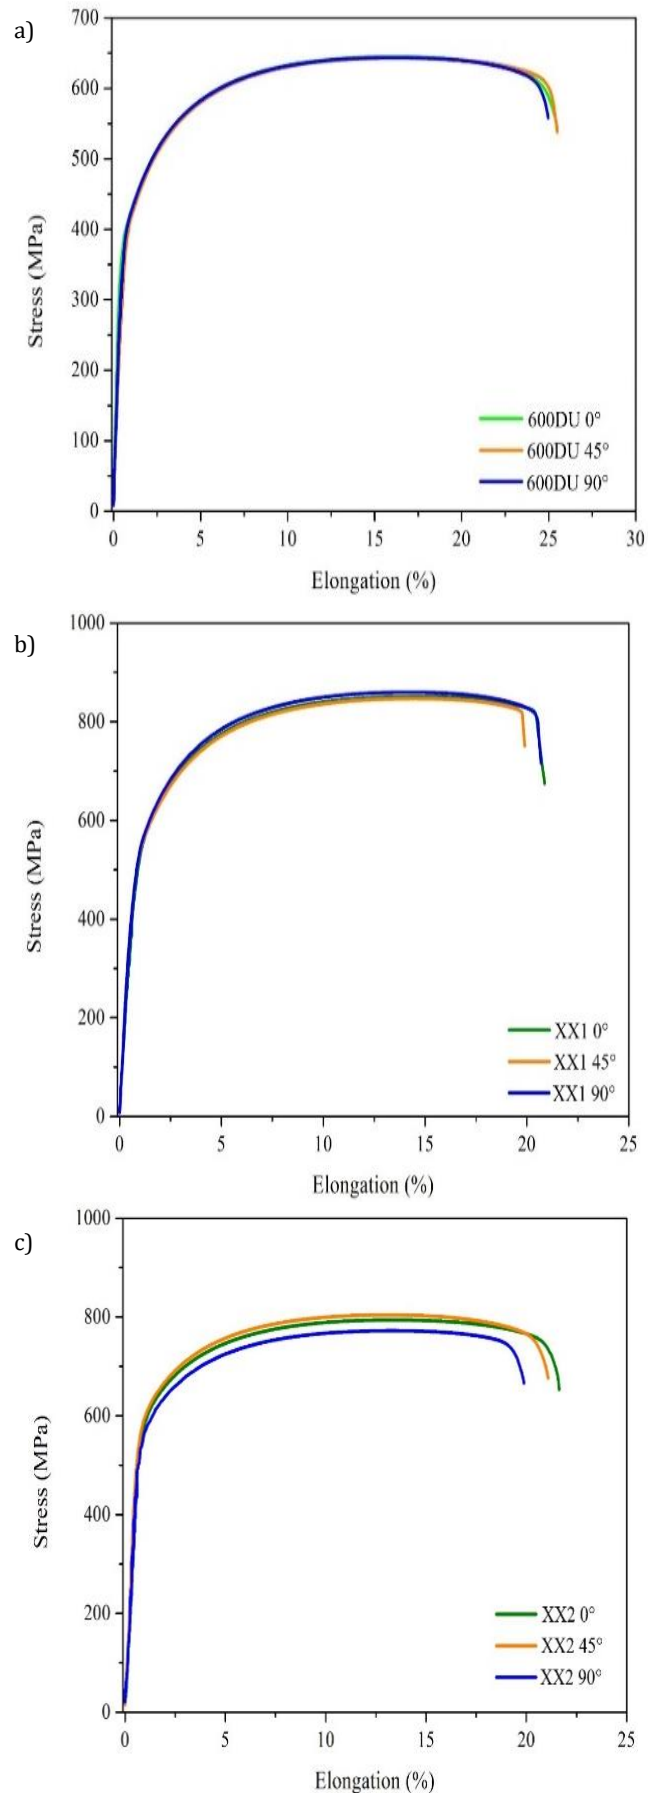 a)
700
600
500
400
300
200
100
0
Stress (MPa)
600DU 0°
600DU 45°
600DU 90°
0 5 10 15 20 25 30
Elongation (%)
b)
1000
800
600
400
200
0
Stress (MPa)
XX1 0°
XX1 45°
XX1 90°
0 5 10 15 20 25
Elongation (%)
c)
1000
800
600
400
200
0
Stress (MPa)
XX2 0°
XX2 45°
XX2 90°
0 5 10 15 20 25
Elongation (%)